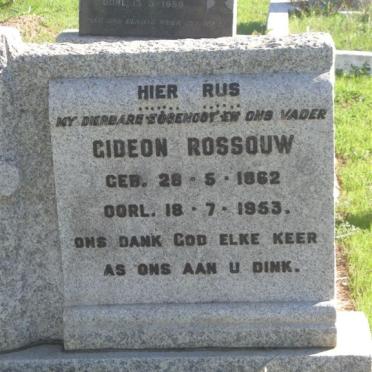 OORL.
HIER RUS
MY DIERBARE EGGENOOT EN ONS VADER
GIDEON ROSSOUW
GEB. 28 - 5 - 1862
OORL. 18 - 7 - 1953.
ONS DANK GOD ELKE KEER
AS ONS AAN U DINK.